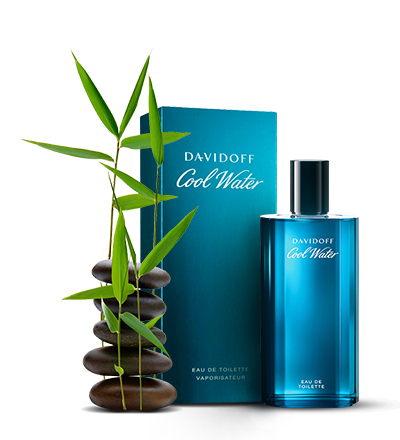 DAVIDOFF
Cool Water
EAU DE TOILETTE
VAPORISATEUR
DAVIDOFF
Cool Water
EAU DE
TOILETTE